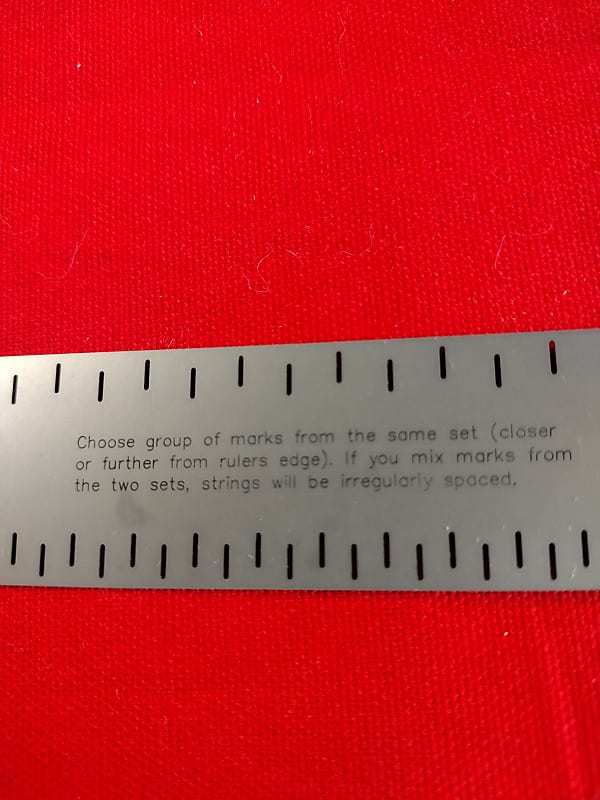 Choose group of marks from the same set (closer
or further from rulers edge). If you mix marks from
the two sets, strings will be irregularly spaced.